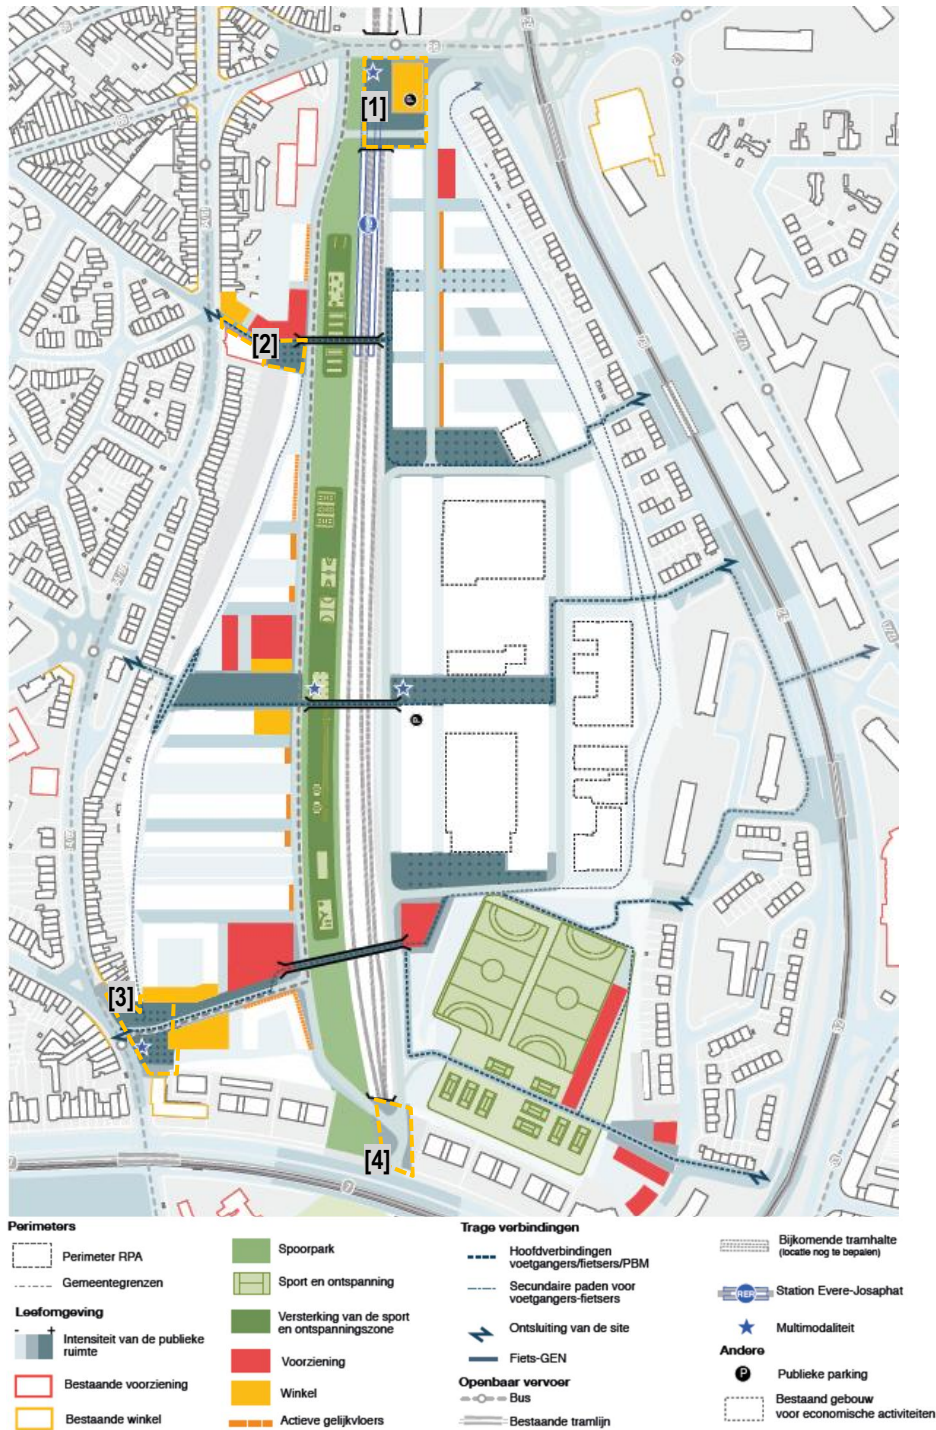 [1]
P
RER
[2]
P
[3]
[4]
Perimeters
Perimeter RPA
Gemeentegrenzen
Leefomgeving
- +
Intensiteit van de publieke
ruimte
Bestaande voorziening
Bestaande winkel
Spoorpark
Sport en ontspanning
Versterking van de sport
en ontspanningszone
Voorziening
Winkel
Actieve gelijkvloers
Trage verbindingen
Hoofdverbindingen
voetgangers/fietsers/PBM
Secundaire paden voor
voetgangers-fietsers
Ontsluiting van de site
Fiets-GEN
Openbaar vervoer
Bus
Bestaande tramlijn
Bijkomende tramhalte
(locatie nog te bepalen)
RER
Station Evere-Josaphat
Multimodaliteit
Andere
P
Publieke parking
Bestaand gebouw
voor economische activiteiten